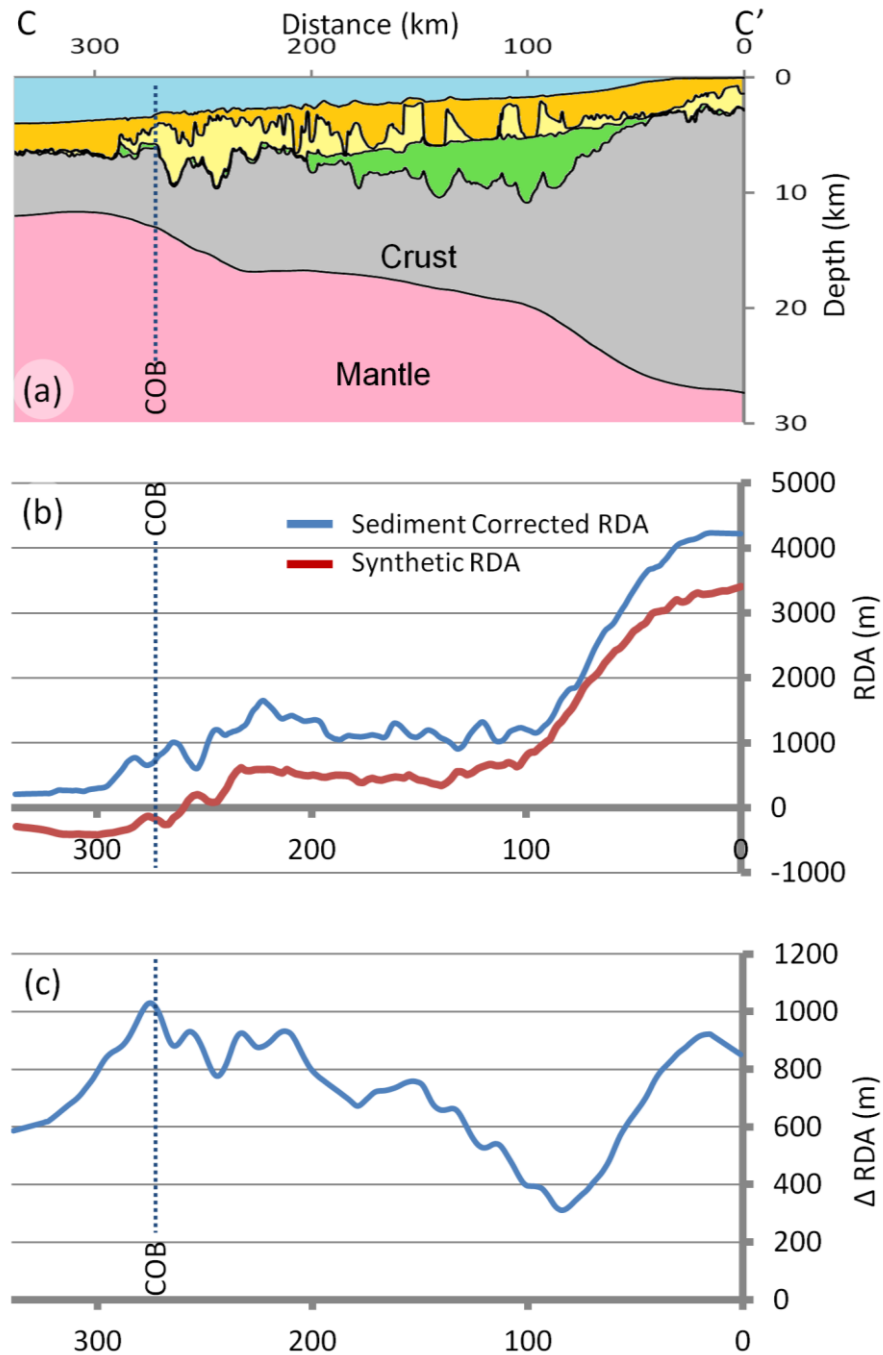 C Distance (km) C’
300 200 100 0
0
10
20
30
Depth (km)
Crust
Mantle
COB
(a)
(b)
COB
Sediment Corrected RDA
Synthetic RDA
5000
4000
3000
2000
1000
0
-1000
RDA (m)
300 200 100 0
(c)
COB
1200
1000
800
600
400
200
0
Δ RDA (m)
300 200 100 0